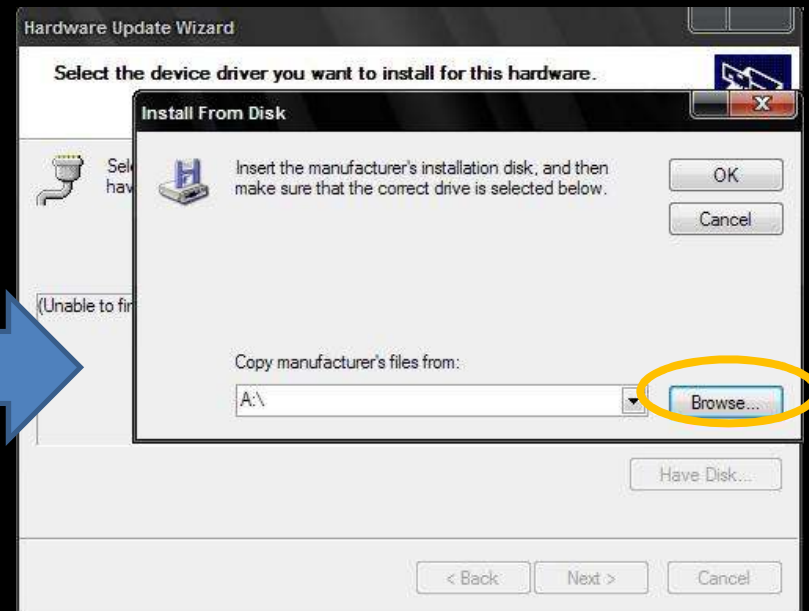 Hardware Update Wizard
Select the device driver you want to install for this hardware.
Install From Disk
Insert the manufacturer's installation disk, and then
make sure that the correct drive is selected below.
OK
Cancel
(Unable to
Copy manufacturer's files from:
A:\
Browse...
Have Disk...
< Back
Next >
Cancel